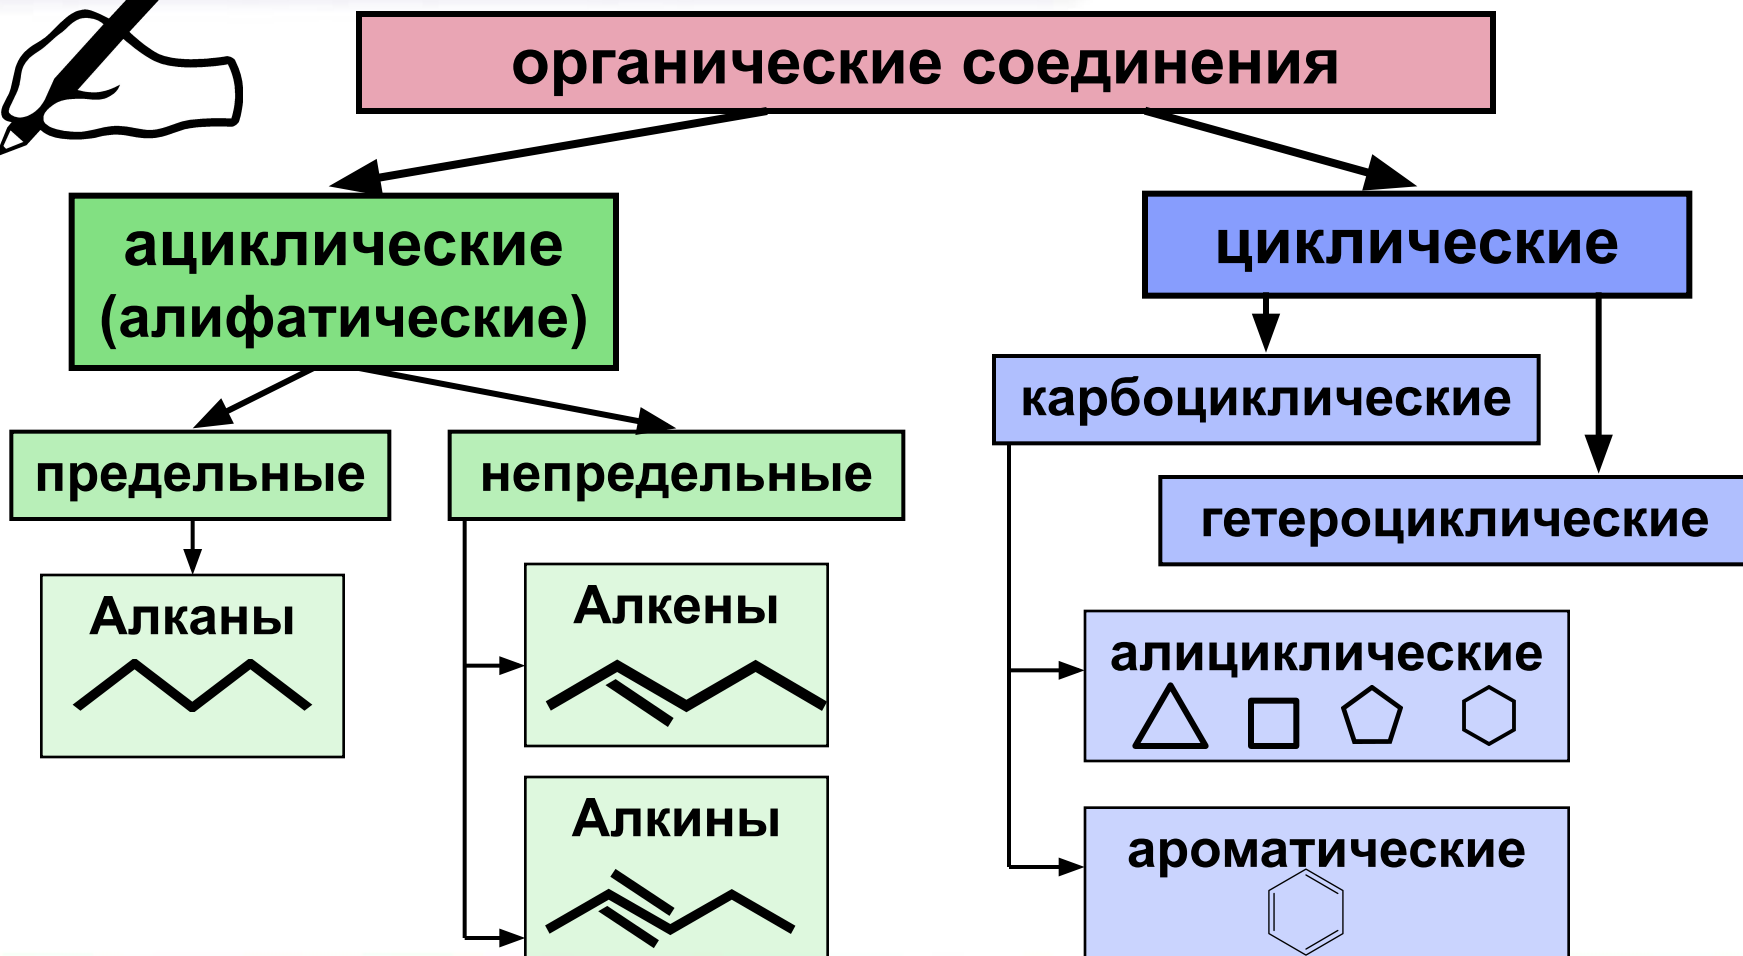 органические соединения
ациклические
(алифатические)
циклические
карбоциклические
предельные
непредельные
гетероциклические
Алканы
Алкены
алициклические
Алкины
ароматические